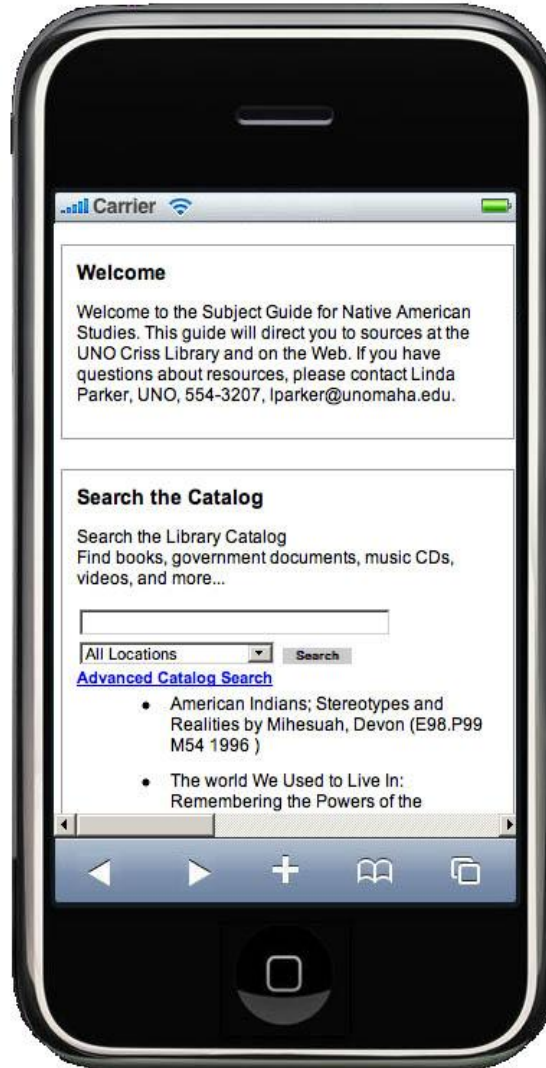 Carrier
Welcome
Welcome to the Subject Guide for Native American
Studies. This guide will direct you to sources at the
UNO Criss Library and on the Web. If you have
questions about resources, please contact Linda
Parker, UNO, 554-3207, lparker@unomaha.edu.
Search the Catalog
Search the Library Catalog
Find books, government documents, music CDs,
videos, and more...
All Locations Search
Advanced Catalog Search
• American Indians; Stereotypes and
Realities by Mihesuah, Devon (E98.P99
M54 1996 )
• The world We Used to Live In:
Remembering the Powers of the